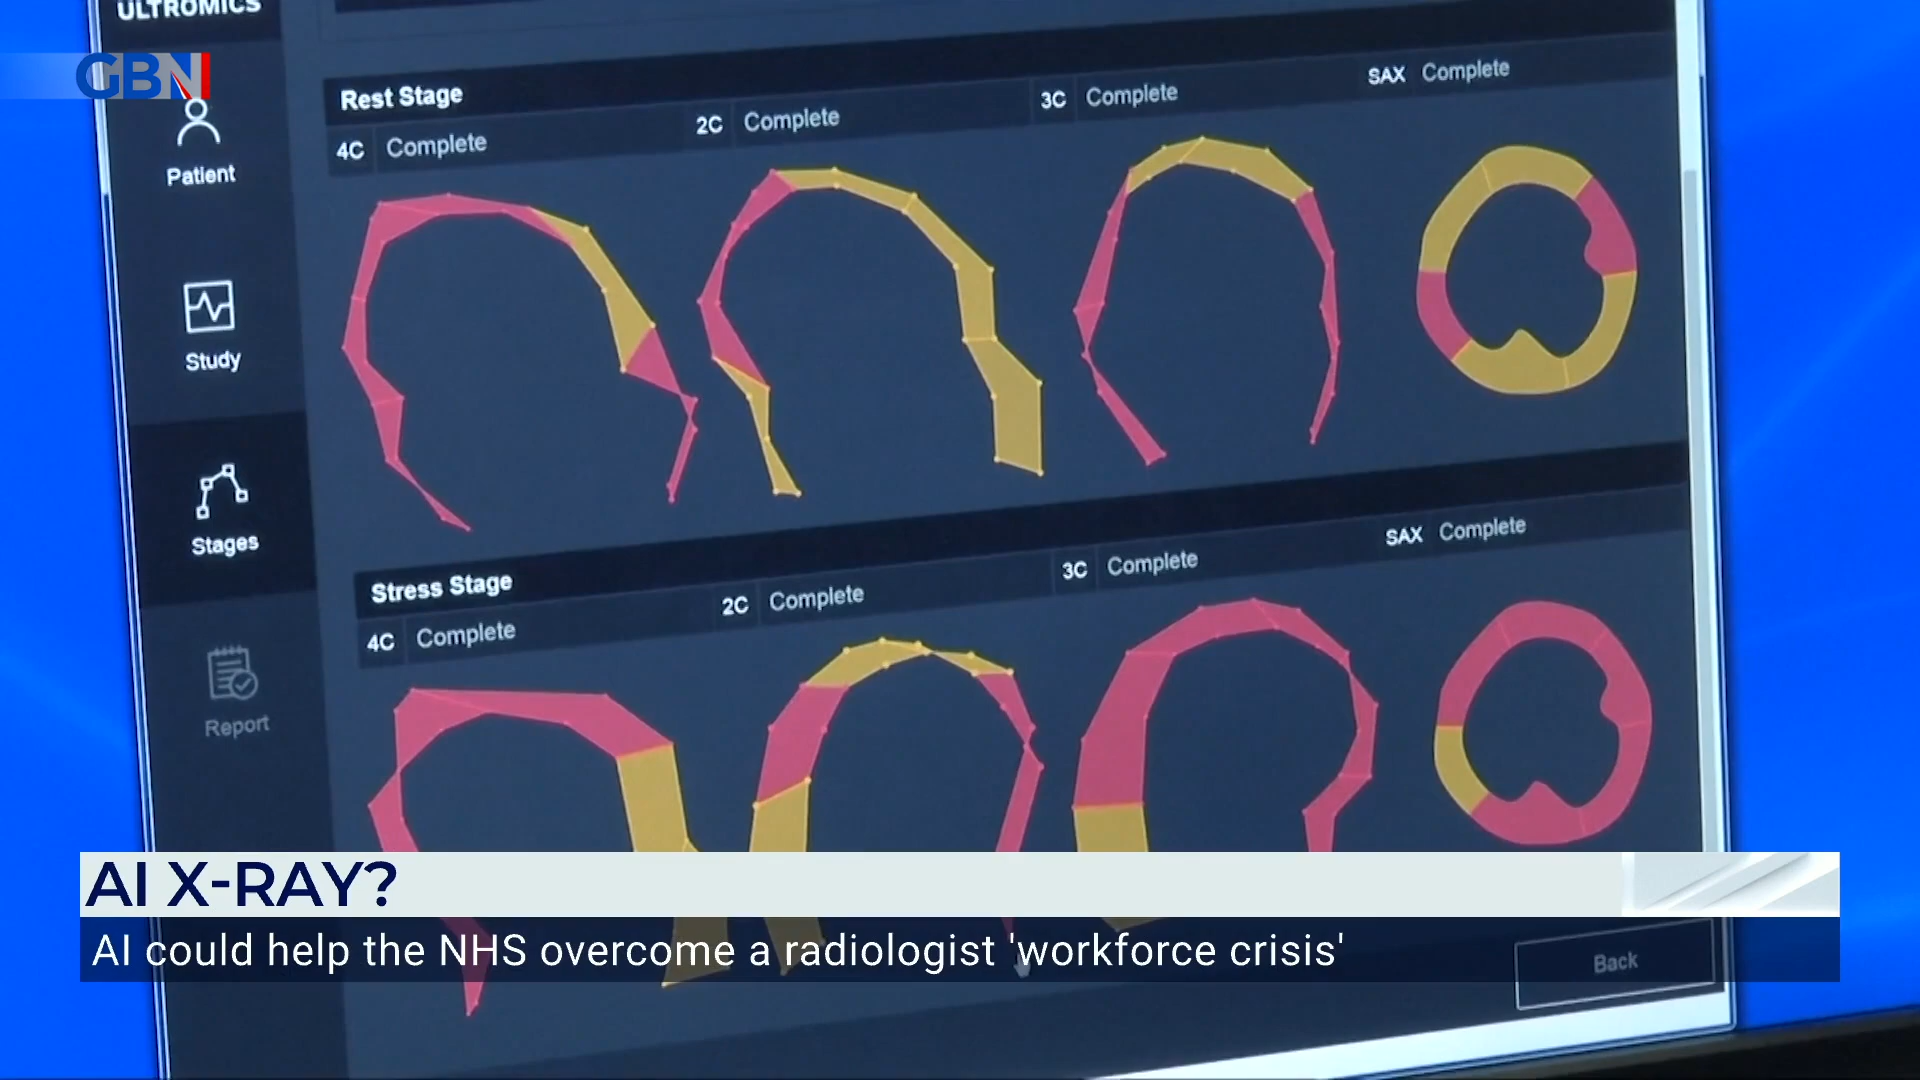 ULTROMICS
GBN
Patient
Study
Stages
Report
Rest Stage
4C Complete
2C Complete
3C Complete
SAX Complete
Stress Stage
4C Complete
2C Complete
3C Complete
SAX Complete
AI X-RAY?
AI could help the NHS overcome a radiologist 'workforce crisis'
Back